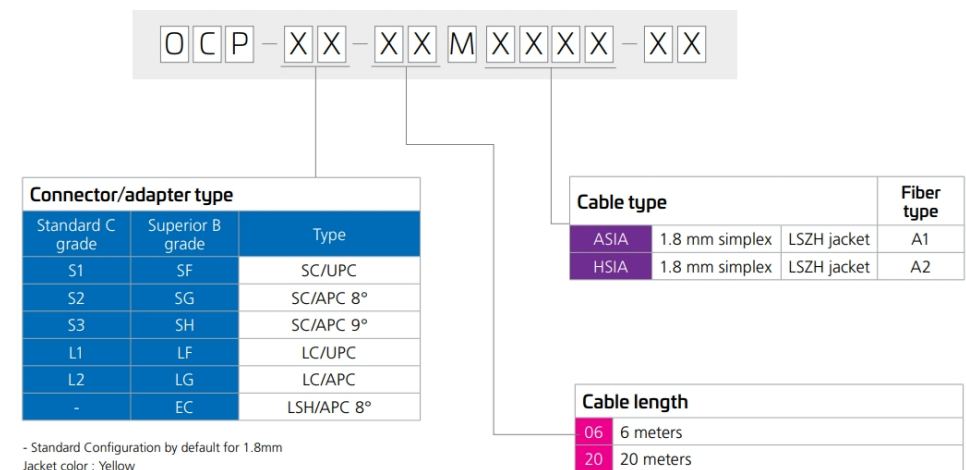 OCP-XX-XXMXXXX-XX
Connector/adapter type
Standard C grade Superior B grade Type
S1 SF SC/UPC
S2 SG SC/APC 8°
S3 SH SC/APC 9°
L1 LF LC/UPC
L2 LG LC/APC
- EC LSH/APC 8°
- Standard Configuration by default for 1.8mm
Jacket color : Yellow
Cable type Fiber type
ASIA 1.8 mm simplex LSZH jacket A1
HSIA 1.8 mm simplex LSZH jacket A2
Cable length
06 6 meters
20 20 meters